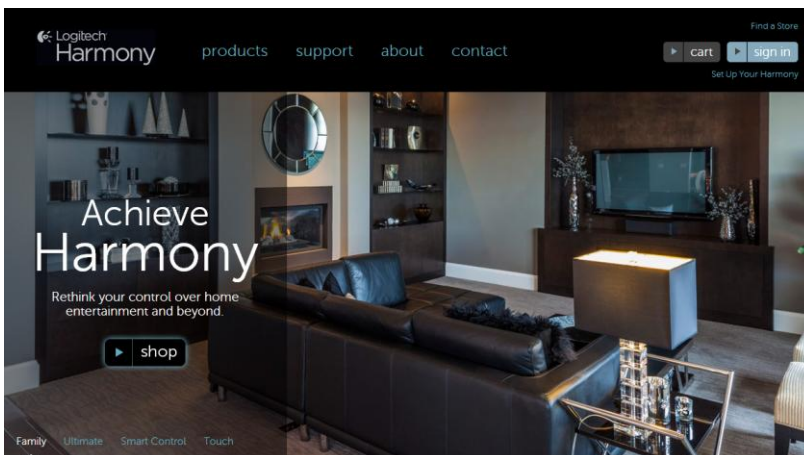 Logitech
Harmony
products support about contact
Find a Store
cart
sign in
Set Up Your Harmony
Achieve
Harmony
Rethink your control over home
entertainment and beyond.
shop
Family Ultimate Smart Control Touch